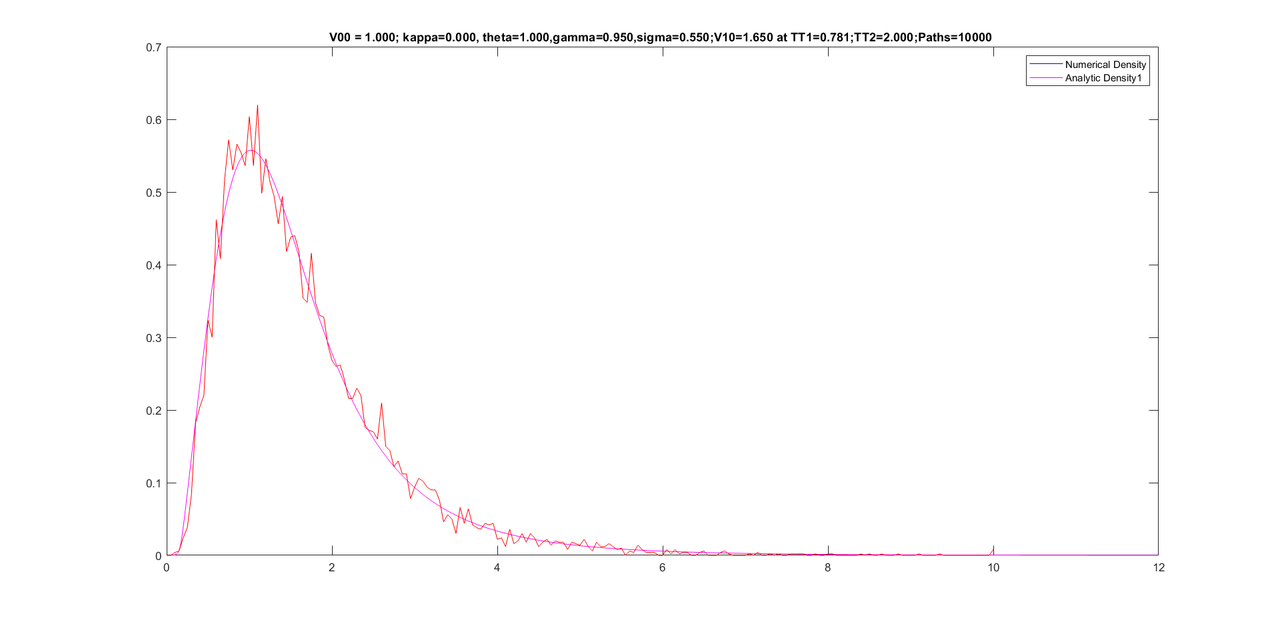 V00 = 1.000; kappa=0.000, theta=1.000,gamma=0.950,sigma=0.550;V10=1.650 at TT1=0.781;TT2=2.000;Paths=10000
Numerical Density
Analytic Density1
0.7
0.6
0.5
0.4
0.3
0.2
0.1
0
0 2 4 6 8 10 12